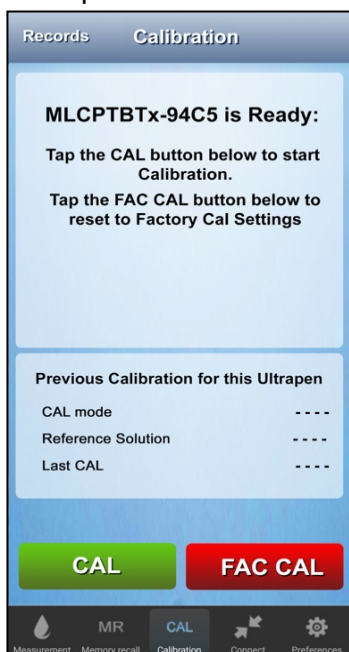 Records Calibration
MLCPTBTx-94C5 is Ready:
Tap the CAL button below to start
Calibration.
Tap the FAC CAL button below to
reset to Factory Cal Settings
Previous Calibration for this Ultrapen
CAL mode ----
Reference Solution ----
Last CAL ----
CAL FAC CAL
MR CAL
Measurement Memory recall Calibration Connect Preferences